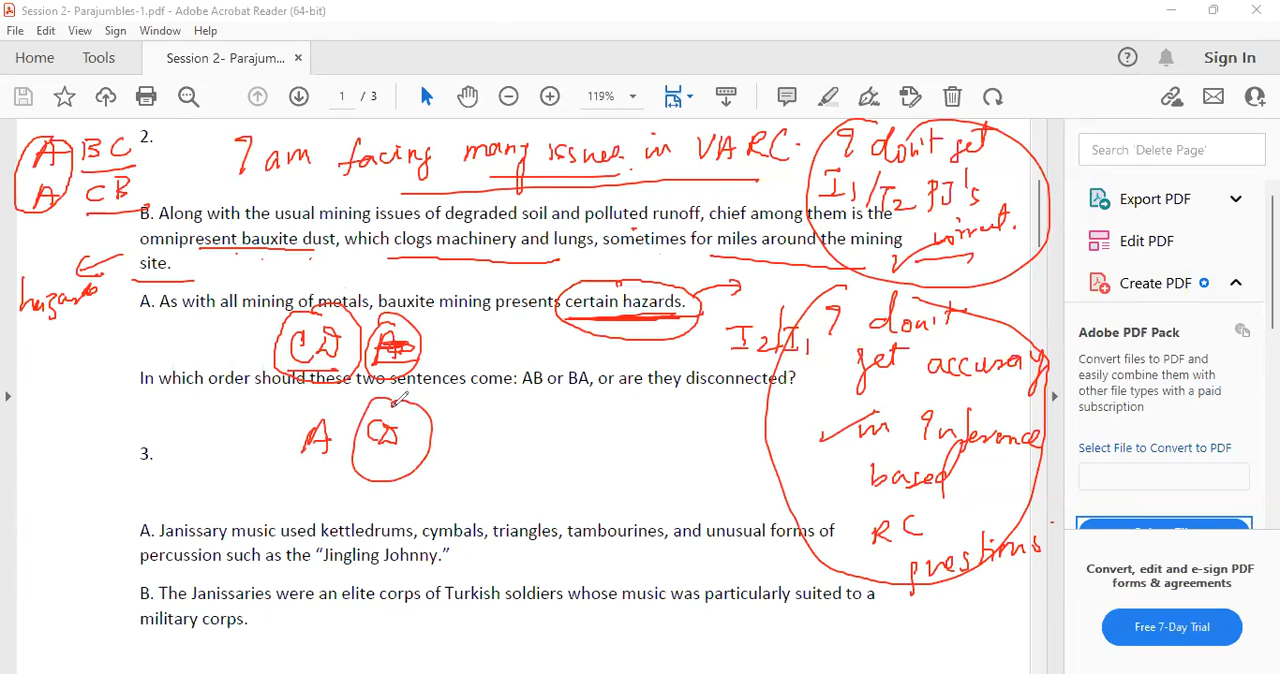 Session 2- Parajumbles-1.pdf - Adobe Acrobat Reader (64-bit)
File Edit View Sign Window Help
Home Tools Session 2- Parajum... × Sign In
1 / 3 119%
2.
A BC
A CB
I am facing many issues in VARC.
I don't get
I1/I2 PJ's
correct.
B. Along with the usual mining issues of degraded soil and polluted runoff, chief among them is the
omnipresent bauxite dust, which clogs machinery and lungs, sometimes for miles around the mining
site.
hazards
A. As with all mining of metals, bauxite mining presents certain hazards.
I2/I1
I don't
get accuracy
in Inference
based
RC
questions
CD A
In which order should these two sentences come: AB or BA, or are they disconnected?
A CD
3.
A. Janissary music used kettledrums, cymbals, triangles, tambourines, and unusual forms of
percussion such as the “Jingling Johnny.”
B. The Janissaries were an elite corps of Turkish soldiers whose music was particularly suited to a
military corps.
Search 'Delete Page'
Export PDF
Edit PDF
Create PDF
Adobe PDF Pack
Convert files to PDF and
easily combine them with
other file types with a paid
subscription
Select File to Convert to PDF
Convert, edit and e-sign PDF
forms & agreements
Free 7-Day Trial